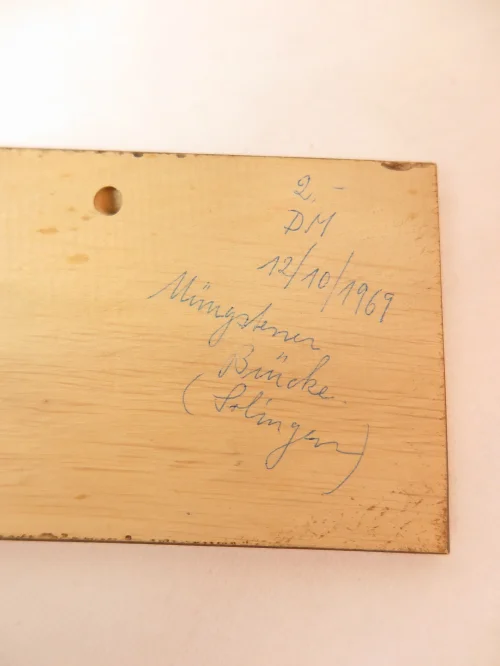 2.-
DM
12/10/1969
Müngstener
Brücke
(Solingen)